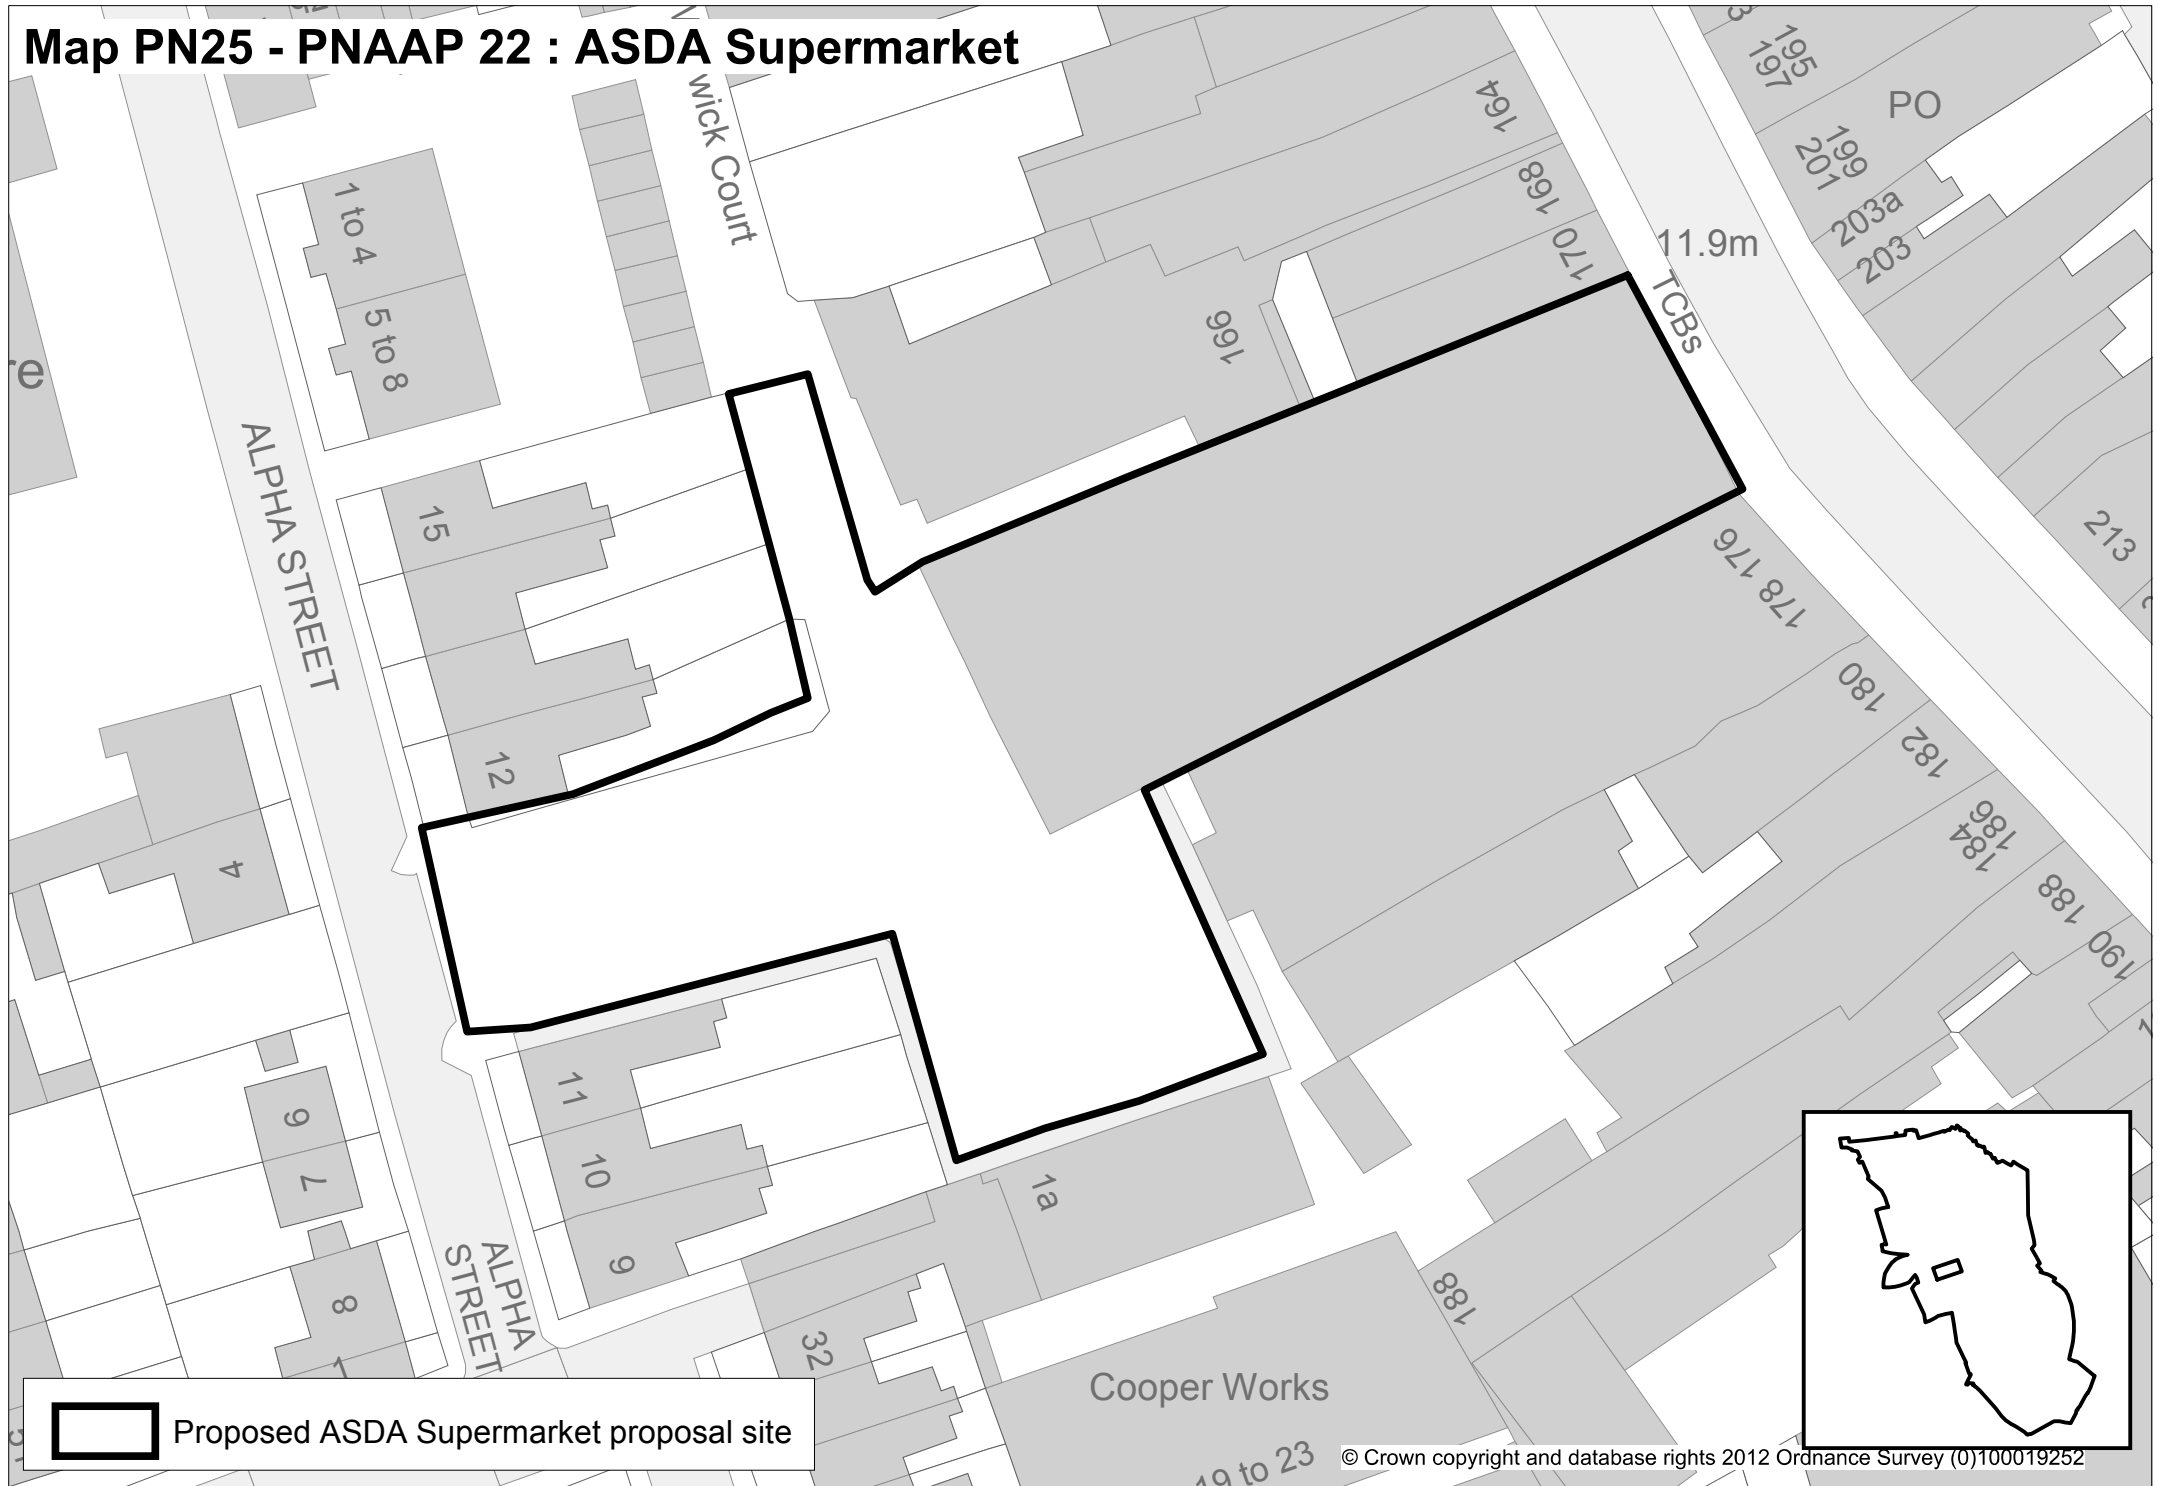 Map PN25 - PNAAP 22 : ASDA Supermarket
wick Court
164
195
197
PO
199
201
203a
203
168
170
11.9m
TCBs
166
1 to 4
5 to 8
re
ALPHA STREET
15
12
213
176
178
180
182
186
184
188
190
4
11
10
9
6
7
8
1a
ALPHA
STREET
32
188
Cooper Works
19 to 23
Proposed ASDA Supermarket proposal site
© Crown copyright and database rights 2012 Ordnance Survey (0)100019252